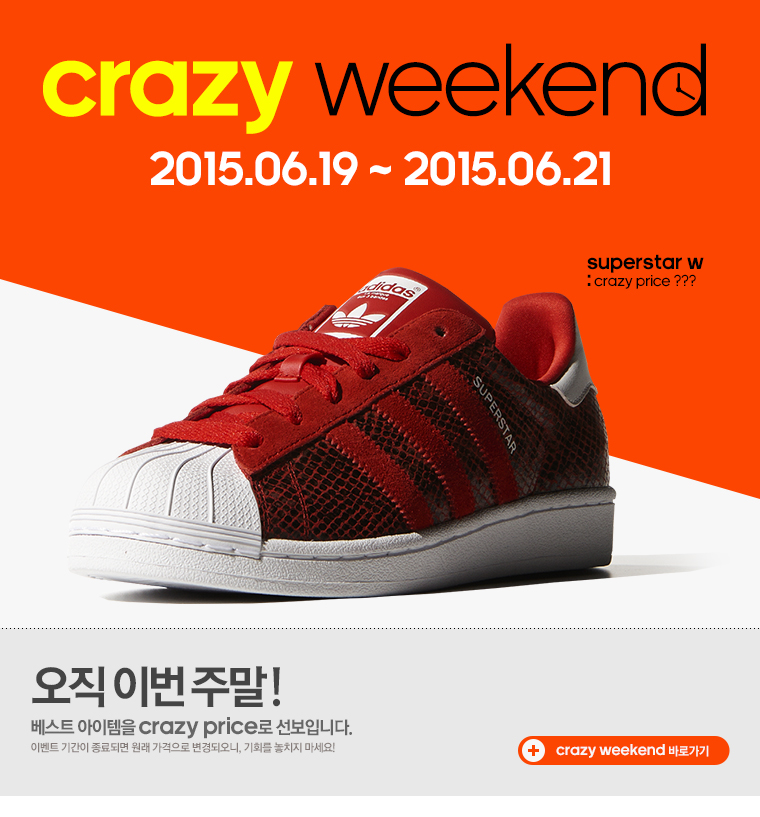 crazy weekend
2015.06.19 ~ 2015.06.21
superstar w
: crazy price ???
adidas
SUPERSTAR
오직 이번 주말!
베스트 아이템을 crazy price로 선보입니다.
이벤트 기간이 종료되면 원래 가격으로 변경되오니, 기회를 놓치지 마세요!
crazy weekend 바로가기